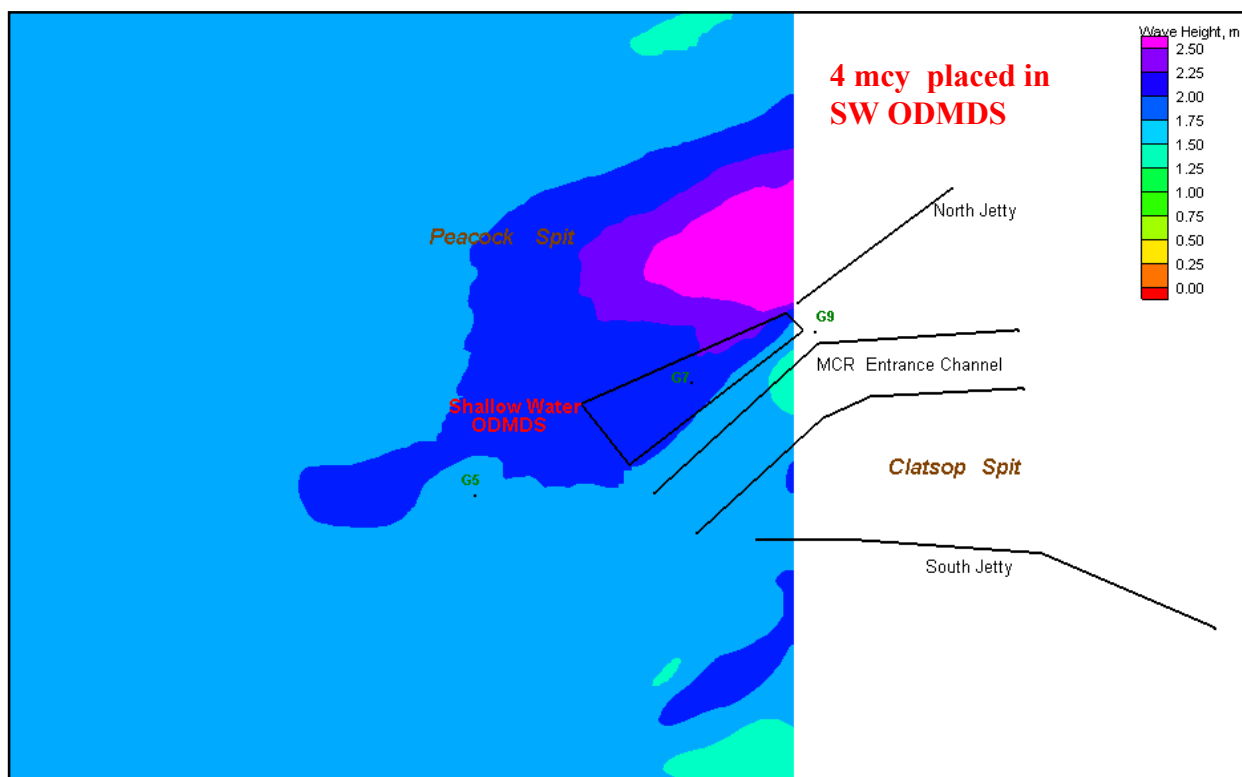 Wave Height, m
2.50
2.25
2.00
1.75
1.50
1.25
1.00
0.75
0.50
0.25
0.00
4 mcy placed in
SW ODMDS
North Jetty
Peacock Spit
G9
MCR Entrance Channel
G7
Shallow Water
ODMDS
Clatsop Spit
G5
South Jetty